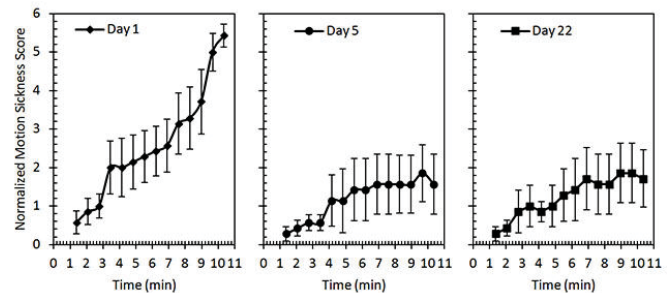 Normalized Motion Sickness Score
6
5
4
3
2
1
0
Day 1
Day 5
Day 22
0 1 2 3 4 5 6 7 8 9 10 11
0 1 2 3 4 5 6 7 8 9 10 11
0 1 2 3 4 5 6 7 8 9 10 11
Time (min)
Time (min)
Time (min)